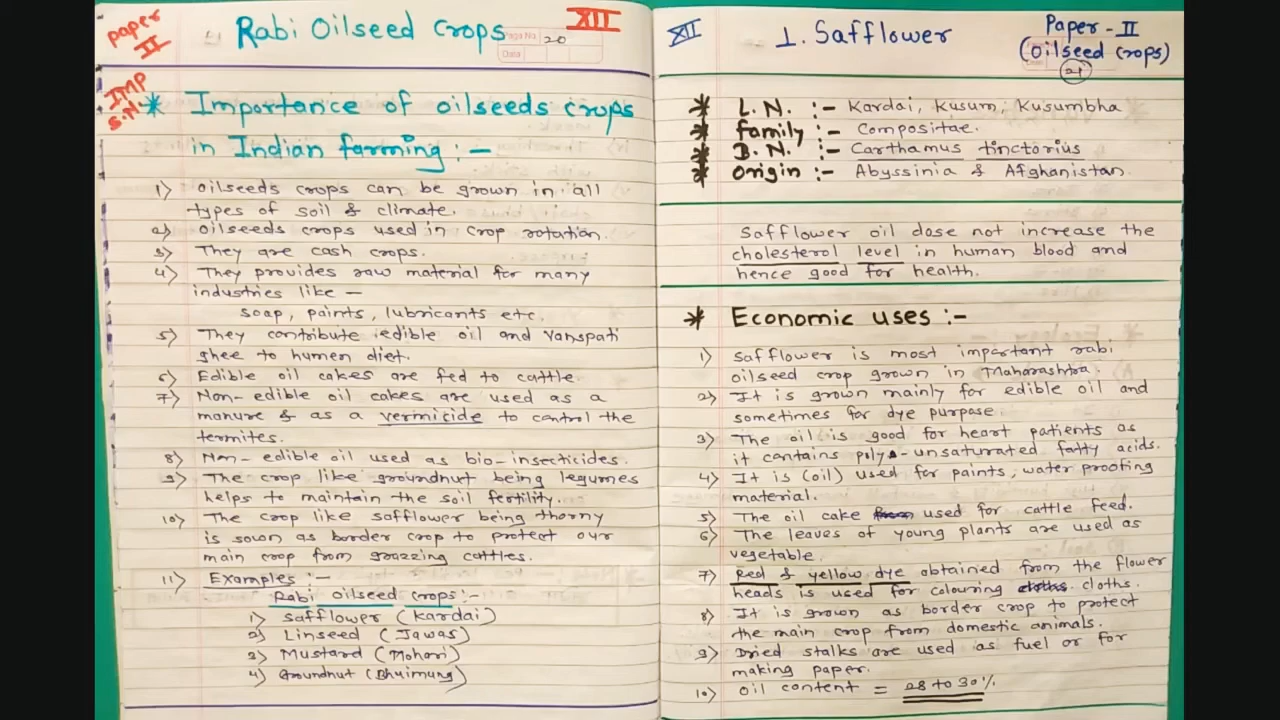 paper II
Rabi Oilseed Crops
XII
Page No. 20
Date
IMP
S.N.
* Importance of oilseeds crops
in Indian farming :-
1) Oilseeds crops can be grown in all
types of soil & climate.
2) Oilseeds crops used in crop rotation.
3) They are cash crops.
4) They provides raw material for many
industries like —
soap, paints, lubricants etc.
5) They contribute edible oil and Vanspati
ghee to humen diet.
6) Edible oil cakes are fed to cattle.
7) Non-edible oil cakes are used as a
manure & as a vermicide to control the
termites.
8) Non-edible oil used as bio-insecticides.
9) The crop like groundnut being legumes
helps to maintain the soil fertility.
10) The crop like safflower being thorny
is sown as border crop to protect our
main crop from grazzing cattles.
11) Examples :-
Rabi oilseed crops:-
1) Safflower (Kardai)
2) Linseed (Jawas)
3) Mustard (Mohori)
4) Groundnut (Bhuimung)
XII
1. Safflower
Paper - II
(Oilseed crops)
21
* L.N. :- Kardai, Kusum, Kusumbha
* family :- Compositae.
* B.N. :- Carthamus tinctorius
* Origin :- Abyssinia & Afghanistan.
Safflower oil dose not increase the
cholesterol level in human blood and
hence good for health.
* Economic uses :-
1) Safflower is most important rabi
oilseed crop grown in Maharashtra.
2) It is grown mainly for edible oil and
sometimes for dye purpose.
3) The oil is good for heart patients as
it contains poly-unsaturated fatty acids.
4) It is (oil) used for paints, water proofing
material.
5) The oil cake from used for cattle feed.
6) The leaves of young plants are used as
vegetable.
7) Red & yellow dye obtained from the flower
heads is used for colouring cloths. cloths.
8) It is grown as border crop to protect
the main crop from domestic animals.
9) Dried stalks are used as fuel or for
making paper.
10) Oil content = 28 to 30%.